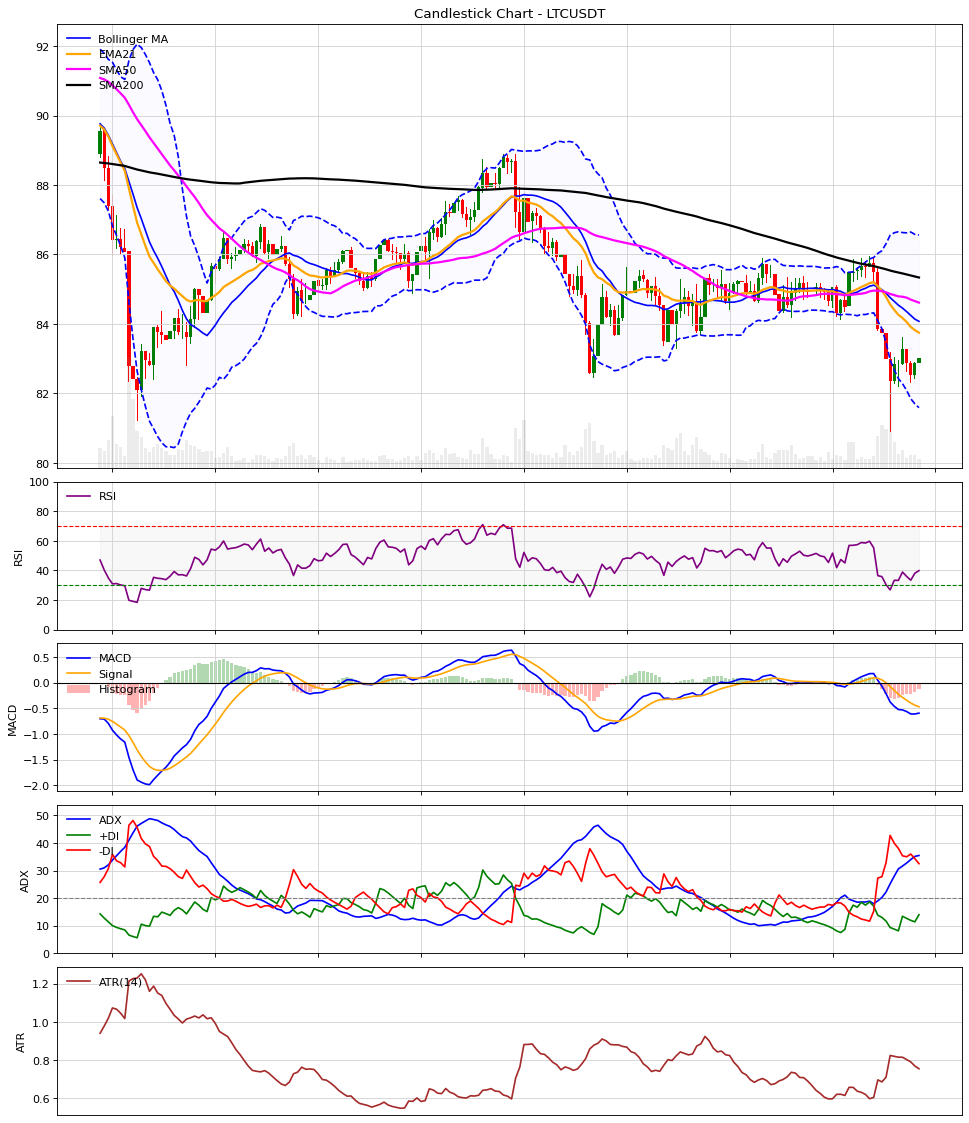 Candlestick Chart - LTCUSDT
Bollinger MA
EMA21
SMA50
SMA200
92
90
88
86
84
82
80
RSI
RSI
100
80
60
40
20
0
MACD
MACD
Signal
Histogram
0.5
0.0
−0.5
−1.0
−1.5
−2.0
ADX
ADX
+DI
-DI
50
40
30
20
10
0
ATR
ATR(14)
1.2
1.0
0.8
0.6